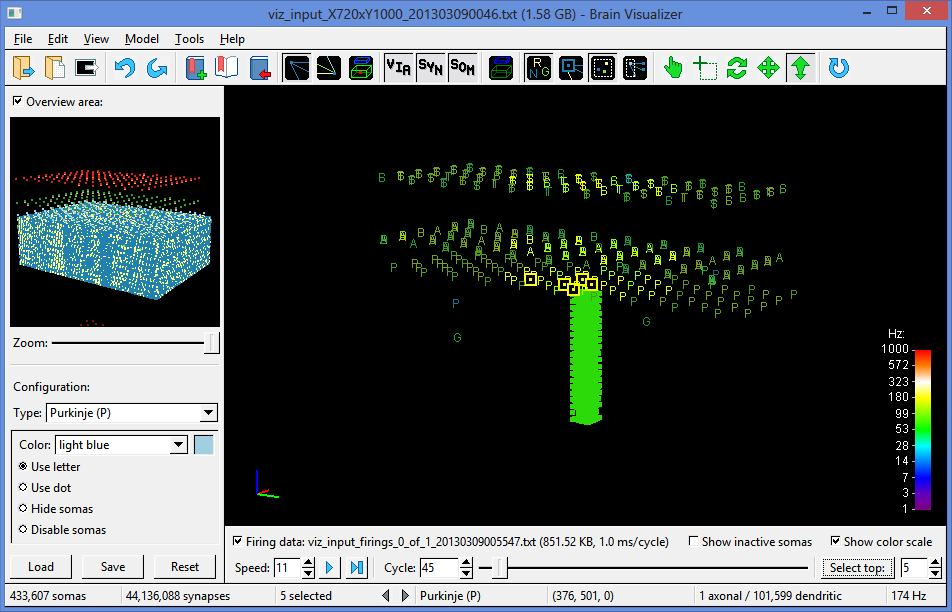 viz_input_X720xY1000_201303090046.txt (1.58 GB) - Brain Visualizer
File Edit View Model Tools Help
VIA SYN SOM R N G
Overview area:
Zoom:
Configuration:
Type: Purkinje (P)
Color: light blue
Use letter
Use dot
Hide somas
Disable somas
Load Save Reset
Hz:
1000
572
323
180
99
53
28
14
7
3
1
Firing data: viz_input_firings_0_of_1_20130309005547.txt (851.52 KB, 1.0 ms/cycle) Show inactive somas Show color scale
Speed: 11 Cycle: 45 Select top: 5
433,607 somas 44,136,088 synapses 5 selected Purkinje (P) (376, 501, 0) 1 axonal / 101,599 dendritic 174 Hz